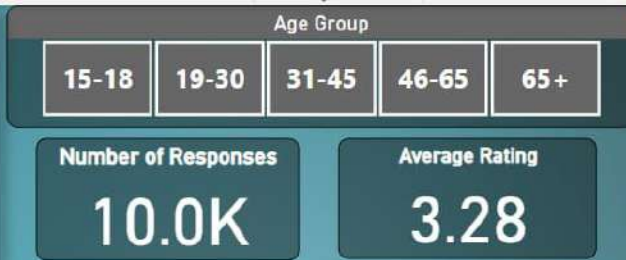 Age Group
15-18 19-30 31-45 46-65 65+
Number of Responses Average Rating
10.0K 3.28